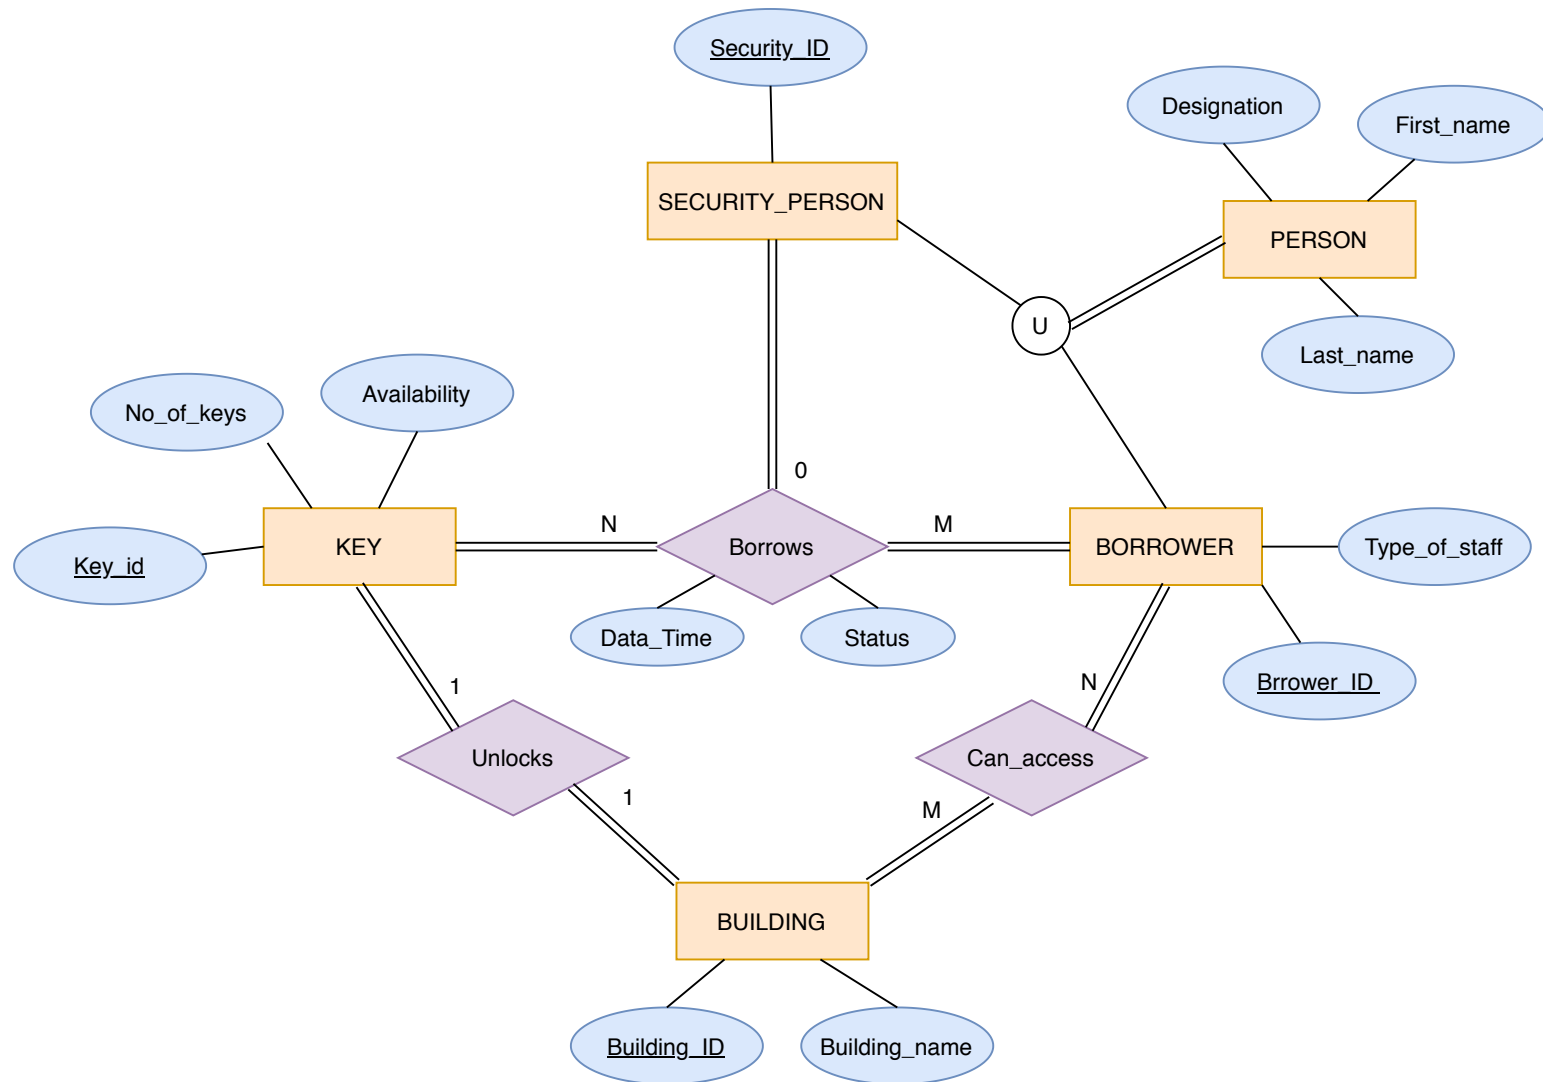 Security_ID
Designation
First_name
SECURITY_PERSON
PERSON
U
Last_name
No_of_keys
Availability
0
N
M
KEY
Borrows
BORROWER
Type_of_staff
Key_id
Data_Time
Status
Brrower_ID
1
N
Unlocks
Can_access
1
M
BUILDING
Building_ID
Building_name